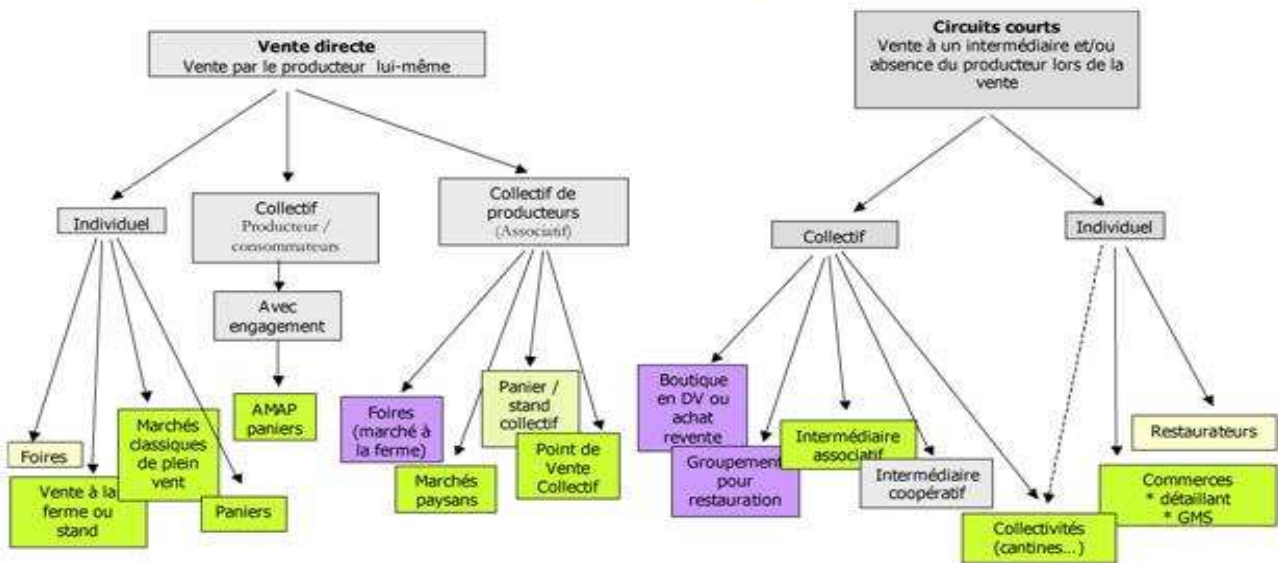 Vente directe
Vente par le producteur lui-même
Circuits courts
Vente à un intermédiaire et/ou
absence du producteur lors de la
vente
Individuel
Collectif
Producteur /
consommateurs
Collectif de
producteurs
(Associatif)
Collectif
Individuel
Avec
engagement
Foires
Vente à la
ferme ou
stand
Marchés
classiques
de plein
vent
Paniers
AMAP
paniers
Foires
(marché à
la ferme)
Marchés
paysans
Panier /
stand
collectif
Point de
Vente
Collectif
Boutique
en DV ou
achat
revente
Groupement
pour
restauration
Intermédiaire
associatif
Intermédiaire
coopératif
Collectivités
(cantines...)
Restaurateurs
Commerces
* détaillant
* GMS